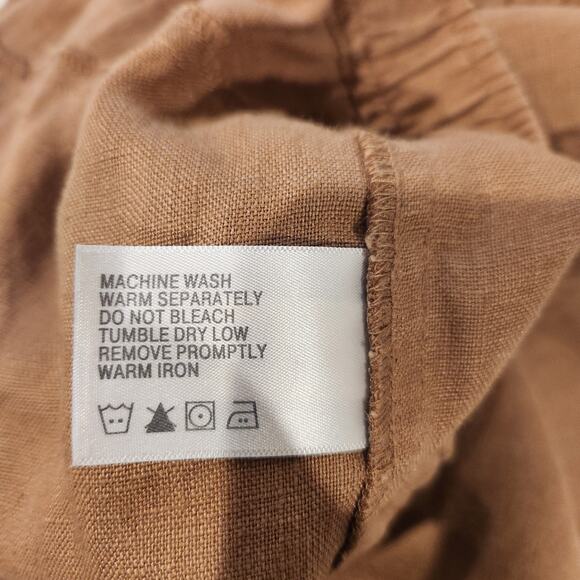 MACHINE WASH
WARM SEPARATELY
DO NOT BLEACH
TUMBLE DRY LOW
REMOVE PROMPTLY
WARM IRON